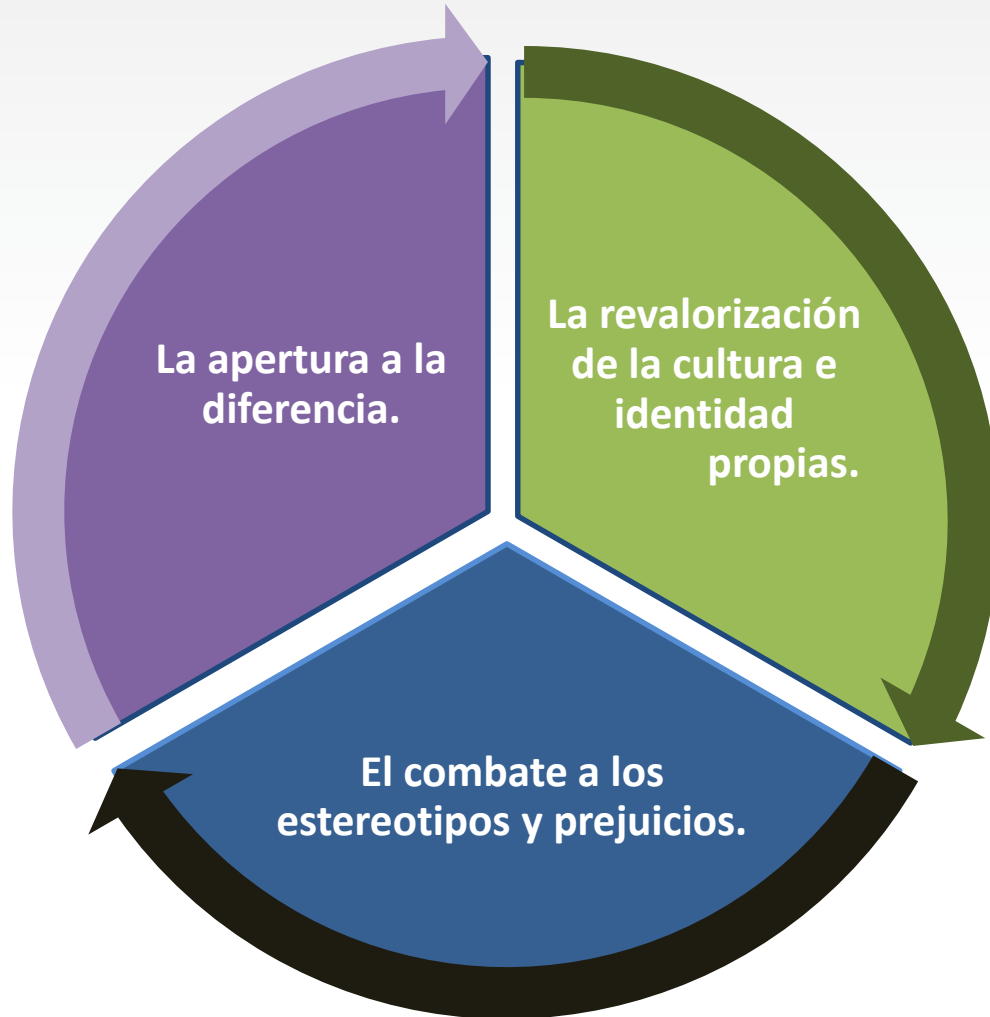 La apertura a la
diferencia.
La revalorización
de la cultura e
identidad
propias.
El combate a los
estereotipos y prejuicios.